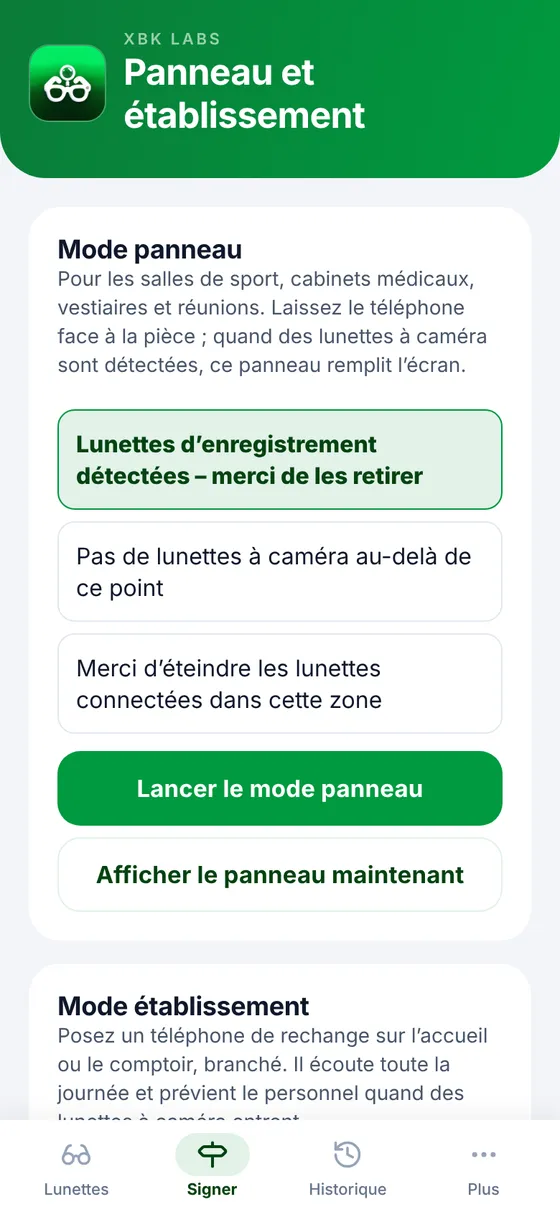 XBK LABS
Panneau et
établissement
Mode panneau
Pour les salles de sport, cabinets médicaux,
vestiaires et réunions. Laissez le téléphone
face à la pièce ; quand des lunettes à caméra
sont détectées, ce panneau remplit l’écran.
Lunettes d’enregistrement
détectées – merci de les retirer
Pas de lunettes à caméra au-delà de
ce point
Merci d’éteindre les lunettes
connectées dans cette zone
Lancer le mode panneau
Afficher le panneau maintenant
Mode établissement
Posez un téléphone de rechange sur l’accueil
ou le comptoir, branché. Il écoute toute la
journée et prévient le personnel quand des
lunettes à caméra entrent.
Lunettes
Signer
Historique
Plus